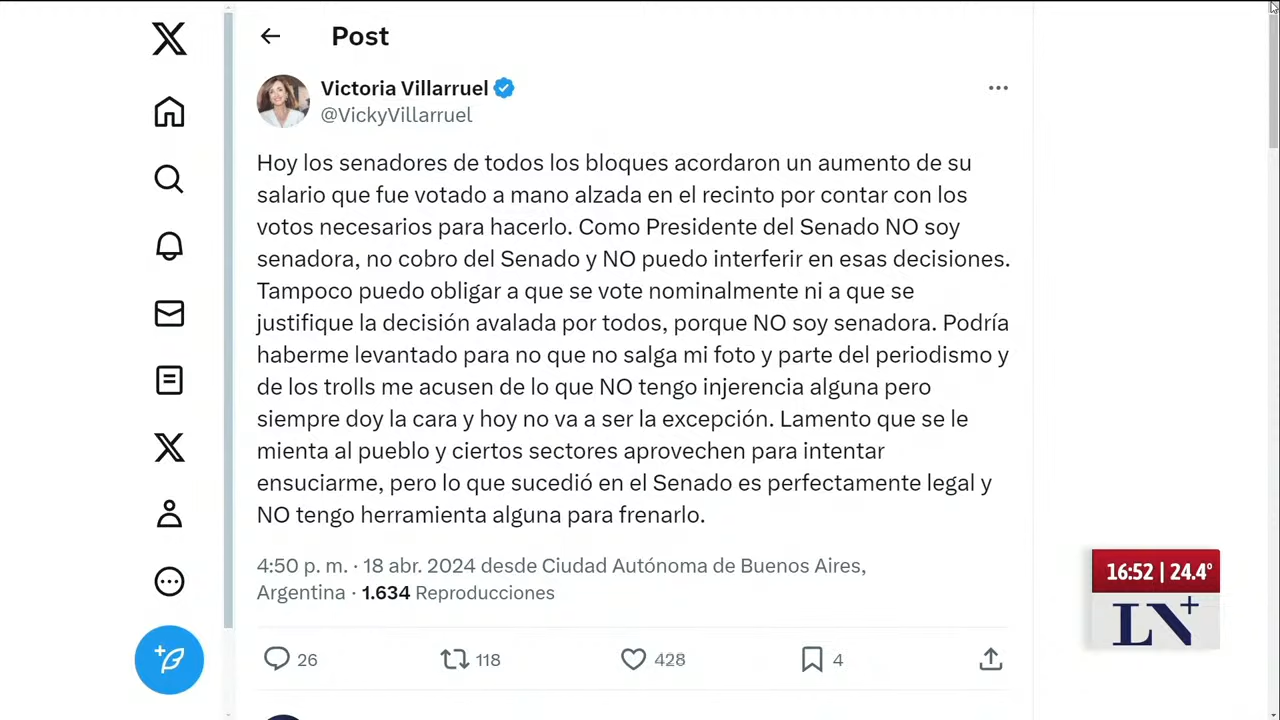 Post
Victoria Villarruel
@VickyVillarruel
Hoy los senadores de todos los bloques acordaron un aumento de su
salario que fue votado a mano alzada en el recinto por contar con los
votos necesarios para hacerlo. Como Presidente del Senado NO soy
senadora, no cobro del Senado y NO puedo interferir en esas decisiones.
Tampoco puedo obligar a que se vote nominalmente ni a que se
justifique la decisión avalada por todos, porque NO soy senadora. Podría
haberme levantado para no que no salga mi foto y parte del periodismo y
de los trolls me acusen de lo que NO tengo injerencia alguna pero
siempre doy la cara y hoy no va a ser la excepción. Lamento que se le
mienta al pueblo y ciertos sectores aprovechen para intentar
ensuciarme, pero lo que sucedió en el Senado es perfectamente legal y
NO tengo herramienta alguna para frenarlo.
4:50 p. m. · 18 abr. 2024 desde Ciudad Autónoma de Buenos Aires,
Argentina · 1.634 Reproducciones
26 118 428 4
16:52 | 24.4°
LN+